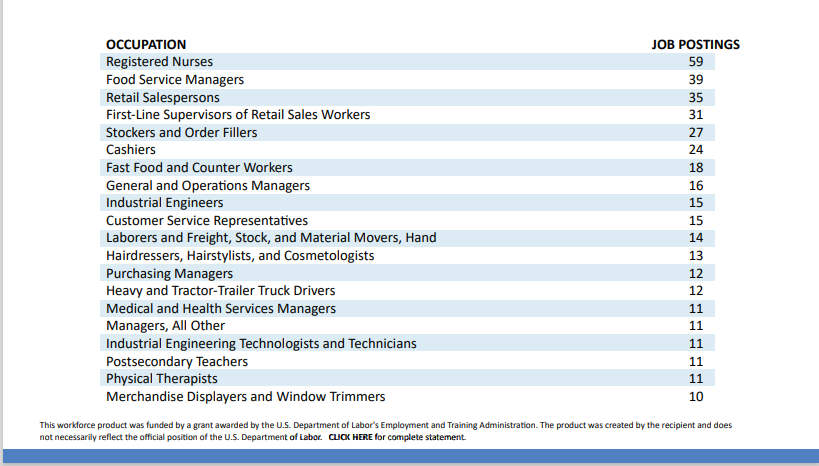 OCCUPATION JOB POSTINGS
Registered Nurses 59
Food Service Managers 39
Retail Salespersons 35
First-Line Supervisors of Retail Sales Workers 31
Stockers and Order Fillers 27
Cashiers 24
Fast Food and Counter Workers 18
General and Operations Managers 16
Industrial Engineers 15
Customer Service Representatives 15
Laborers and Freight, Stock, and Material Movers, Hand 14
Hairdressers, Hairstylists, and Cosmetologists 13
Purchasing Managers 12
Heavy and Tractor-Trailer Truck Drivers 12
Medical and Health Services Managers 11
Managers, All Other 11
Industrial Engineering Technologists and Technicians 11
Postsecondary Teachers 11
Physical Therapists 11
Merchandise Displayers and Window Trimmers 10
This workforce product was funded by a grant awarded by the U.S. Department of Labor's Employment and Training Administration. The product was created by the recipient and does
not necessarily reflect the official position of the U.S. Department of Labor. CLICK HERE for complete statement.